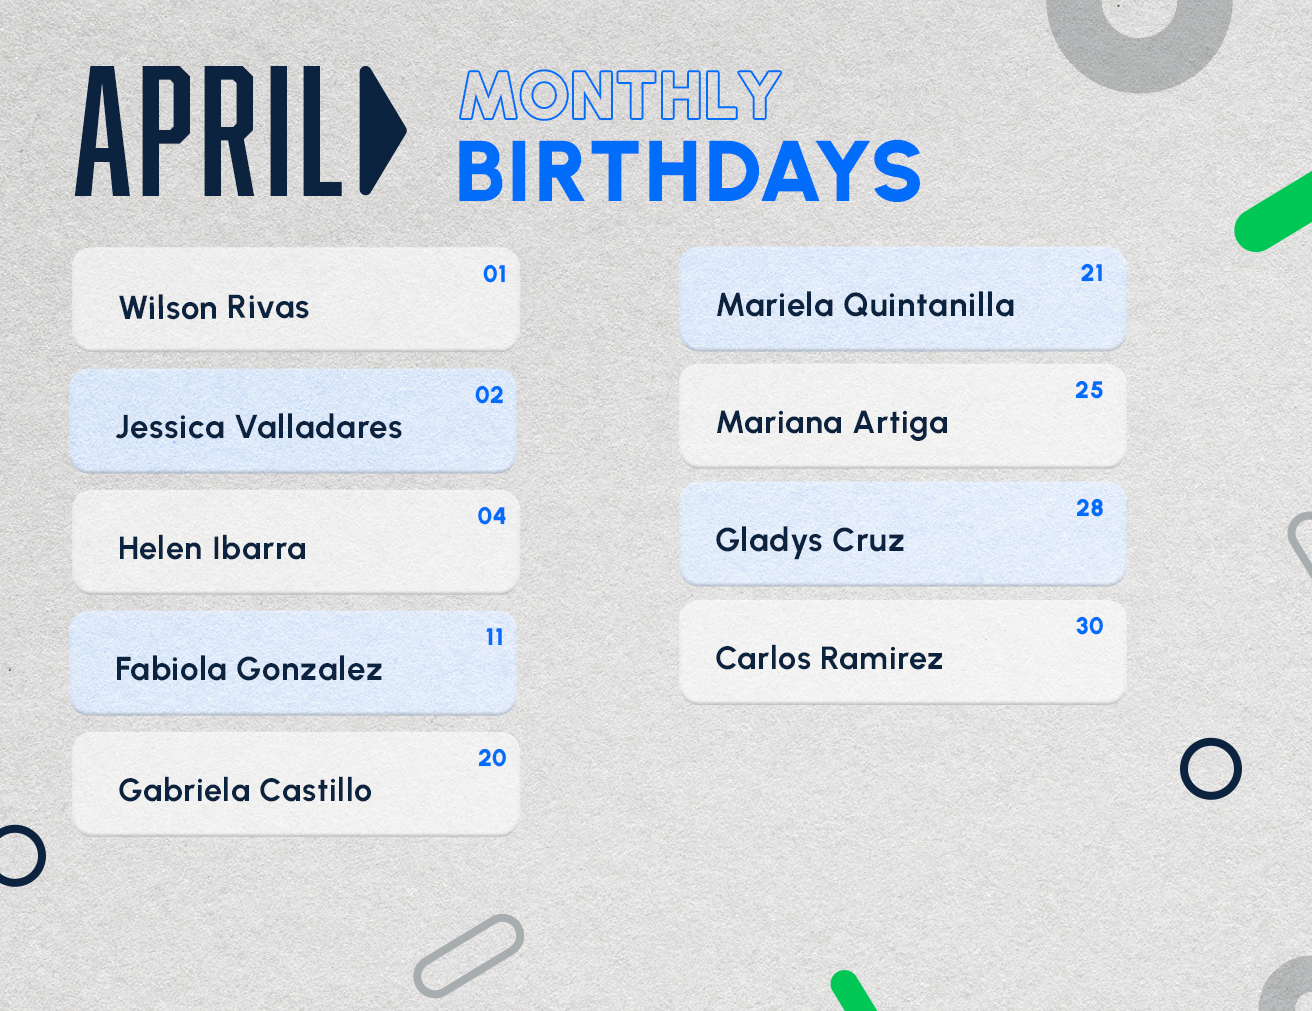 APRIL
MONTHLY
BIRTHDAYS
01
Wilson Rivas
02
Jessica Valladares
04
Helen Ibarra
11
Fabiola Gonzalez
20
Gabriela Castillo
21
Mariela Quintanilla
25
Mariana Artiga
28
Gladys Cruz
30
Carlos Ramirez